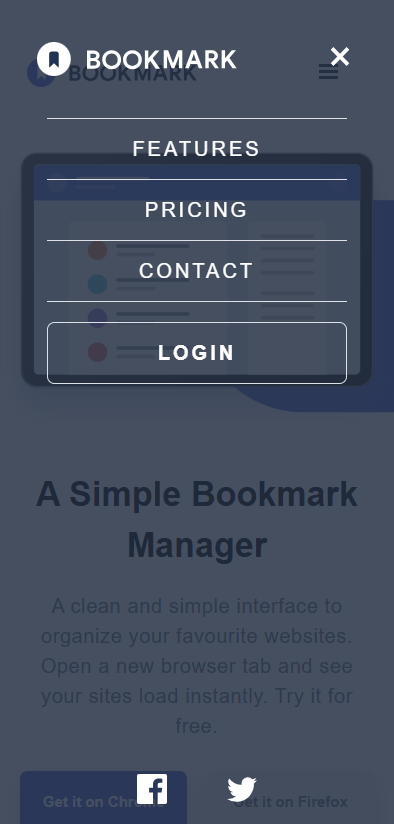 BOOKMARK
BOOKMARK
FEATURES
PRICING
CONTACT
LOGIN
A Simple Bookmark
Manager
A clean and simple interface to
organize your favourite websites.
Open a new browser tab and see
your sites load instantly. Try it for
free.
Get it on Chrome
Get it on Firefox